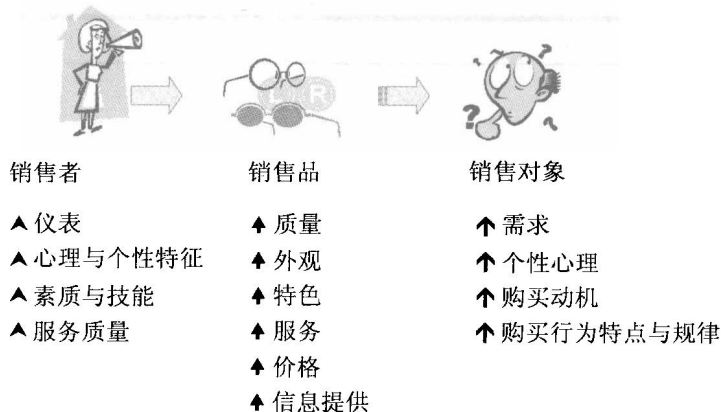 销售者
销售品
销售对象
仪表
心理与个性特征
素质与技能
服务质量
质量
外观
特色
服务
价格
信息提供
需求
个性心理
购买动机
购买行为特点与规律
L R
? ? ? ?